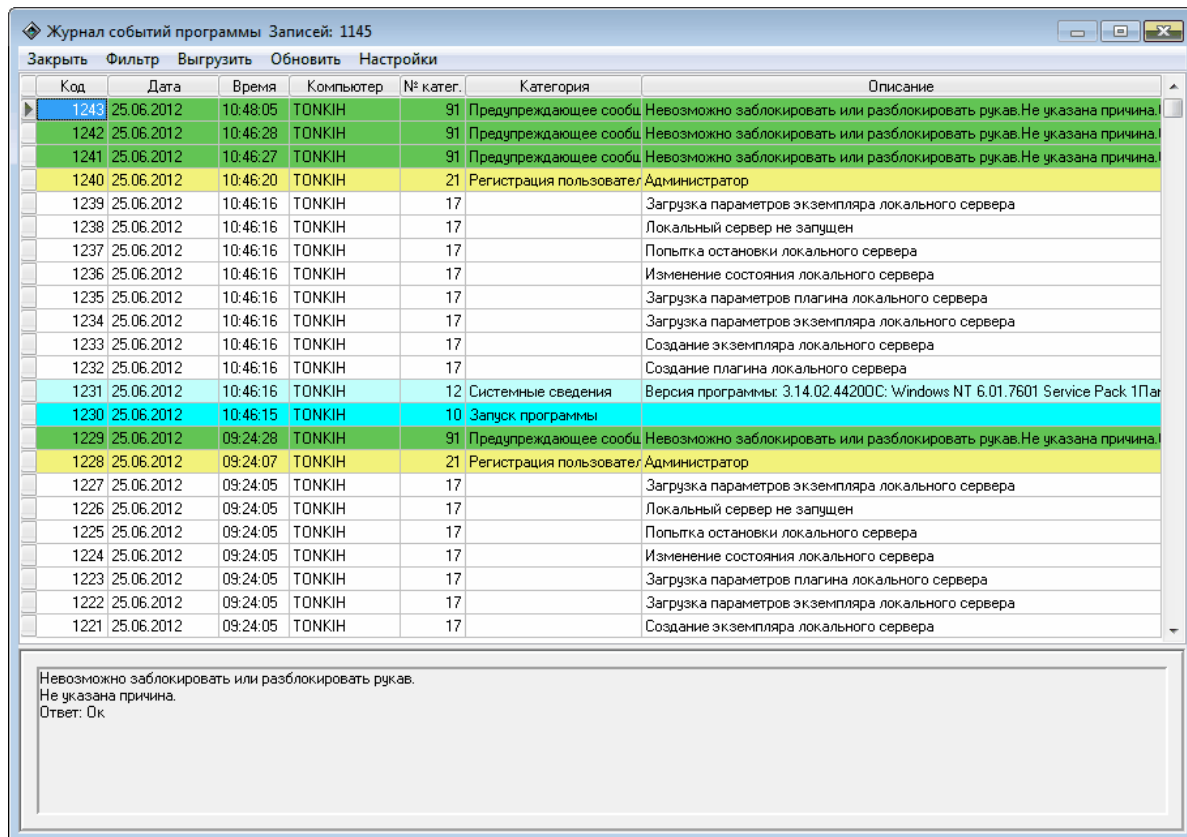 Журнал событий программы Записей: 1145
Закрыть Фильтр Выгрузить Обновить Настройки
Код Дата Время Компьютер № катег. Категория Описание
1243 25.06.2012 10:48:05 TONKIH 91 Предупреждающее сообщ Невозможно заблокировать или разблокировать рукав.Не указана причина.
1242 25.06.2012 10:46:28 TONKIH 91 Предупреждающее сообщ Невозможно заблокировать или разблокировать рукав.Не указана причина.
1241 25.06.2012 10:46:27 TONKIH 91 Предупреждающее сообщ Невозможно заблокировать или разблокировать рукав.Не указана причина.
1240 25.06.2012 10:46:20 TONKIH 21 Регистрация пользовател Администратор
1239 25.06.2012 10:46:16 TONKIH 17 Загрузка параметров экземпляра локального сервера
1238 25.06.2012 10:46:16 TONKIH 17 Локальный сервер не запущен
1237 25.06.2012 10:46:16 TONKIH 17 Попытка остановки локального сервера
1236 25.06.2012 10:46:16 TONKIH 17 Изменение состояния локального сервера
1235 25.06.2012 10:46:16 TONKIH 17 Загрузка параметров плагина локального сервера
1234 25.06.2012 10:46:16 TONKIH 17 Загрузка параметров экземпляра локального сервера
1233 25.06.2012 10:46:16 TONKIH 17 Создание экземпляра локального сервера
1232 25.06.2012 10:46:16 TONKIH 17 Создание плагина локального сервера
1231 25.06.2012 10:46:16 TONKIH 12 Системные сведения Версия программы: 3.14.02.4420ОС: Windows NT 6.01.7601 Service Pack 1Пам
1230 25.06.2012 10:46:15 TONKIH 10 Запуск программы
1229 25.06.2012 09:24:28 TONKIH 91 Предупреждающее сообщ Невозможно заблокировать или разблокировать рукав.Не указана причина.
1228 25.06.2012 09:24:07 TONKIH 21 Регистрация пользовател Администратор
1227 25.06.2012 09:24:05 TONKIH 17 Загрузка параметров экземпляра локального сервера
1226 25.06.2012 09:24:05 TONKIH 17 Локальный сервер не запущен
1225 25.06.2012 09:24:05 TONKIH 17 Попытка остановки локального сервера
1224 25.06.2012 09:24:05 TONKIH 17 Изменение состояния локального сервера
1223 25.06.2012 09:24:05 TONKIH 17 Загрузка параметров плагина локального сервера
1222 25.06.2012 09:24:05 TONKIH 17 Загрузка параметров экземпляра локального сервера
1221 25.06.2012 09:24:05 TONKIH 17 Создание экземпляра локального сервера
Невозможно заблокировать или разблокировать рукав.
Не указана причина.
Ответ: Ок